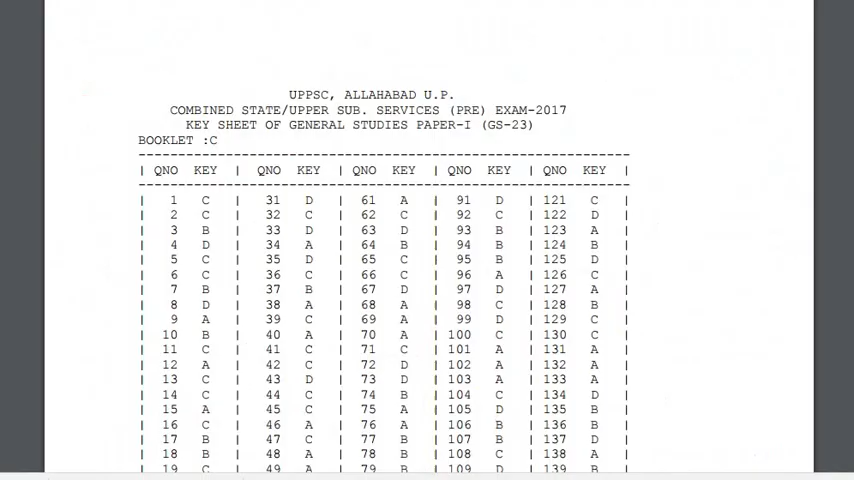 UPPSC, ALLAHABAD U.P.
COMBINED STATE/UPPER SUB. SERVICES (PRE) EXAM-2017
KEY SHEET OF GENERAL STUDIES PAPER-I (GS-23)
BOOKLET :C
--------------------------------------------------------------
| QNO KEY | QNO KEY | QNO KEY | QNO KEY | QNO KEY |
--------------------------------------------------------------
| 1 C | 31 D | 61 A | 91 D | 121 C |
| 2 C | 32 C | 62 C | 92 C | 122 D |
| 3 B | 33 D | 63 D | 93 B | 123 A |
| 4 D | 34 A | 64 B | 94 B | 124 B |
| 5 C | 35 D | 65 C | 95 B | 125 D |
| 6 C | 36 C | 66 C | 96 A | 126 C |
| 7 B | 37 B | 67 D | 97 D | 127 A |
| 8 D | 38 A | 68 A | 98 C | 128 B |
| 9 A | 39 C | 69 A | 99 D | 129 C |
| 10 B | 40 A | 70 A | 100 C | 130 C |
| 11 C | 41 C | 71 C | 101 A | 131 A |
| 12 A | 42 C | 72 D | 102 A | 132 A |
| 13 C | 43 D | 73 D | 103 A | 133 A |
| 14 C | 44 C | 74 B | 104 C | 134 D |
| 15 A | 45 C | 75 A | 105 D | 135 B |
| 16 C | 46 A | 76 A | 106 B | 136 B |
| 17 B | 47 C | 77 B | 107 B | 137 D |
| 18 B | 48 A | 78 B | 108 C | 138 A |
| 19 C | 49 A | 79 B | 109 D | 139 B |